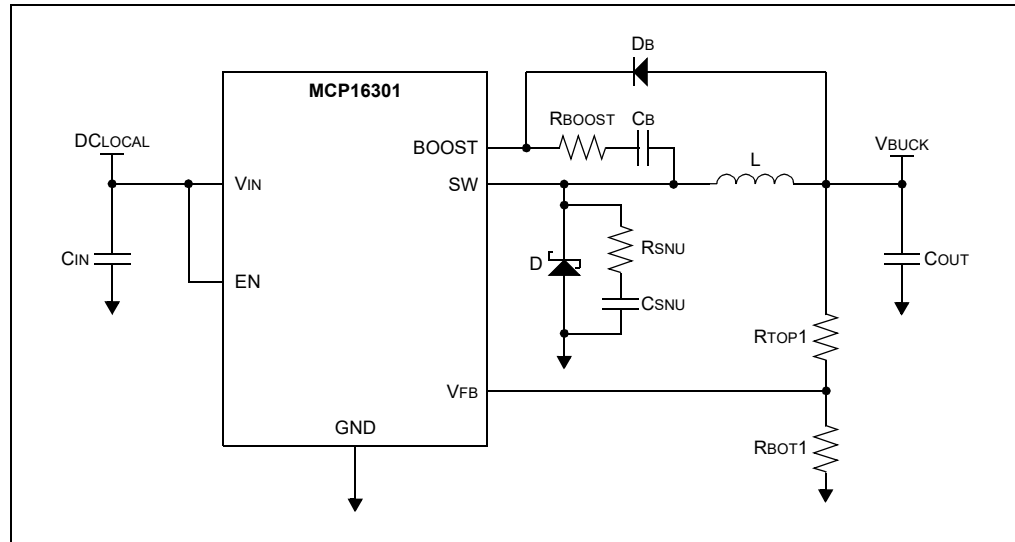 DB
MCP16301
RBOOST
CB
DCLOCAL
BOOST
VBUCK
L
VIN
SW
RSNU
CIN
D
COUT
EN
CSNU
RTOP1
VFB
GND
RBOT1